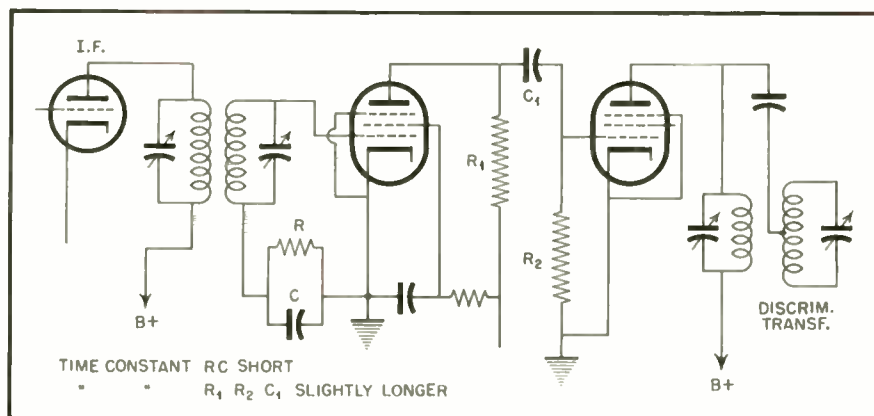 I.F.
C₁
R₁
R₂
R
C
B+
DISCRIM.
TRANSF.
B+
TIME CONSTANT RC SHORT
" " R₁ R₂ C₁ SLIGHTLY LONGER